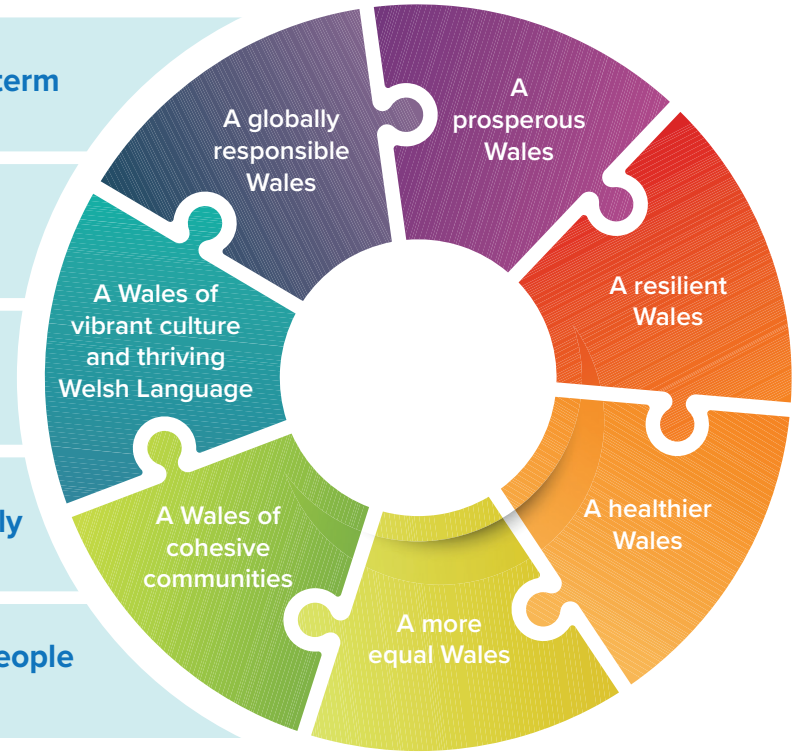 term
ly
eople
A
prosperous
Wales
A resilient
Wales
A healthier
Wales
A more
equal Wales
A Wales of
cohesive
communities
A Wales of
vibrant culture
and thriving
Welsh Language
A globally
responsible
Wales